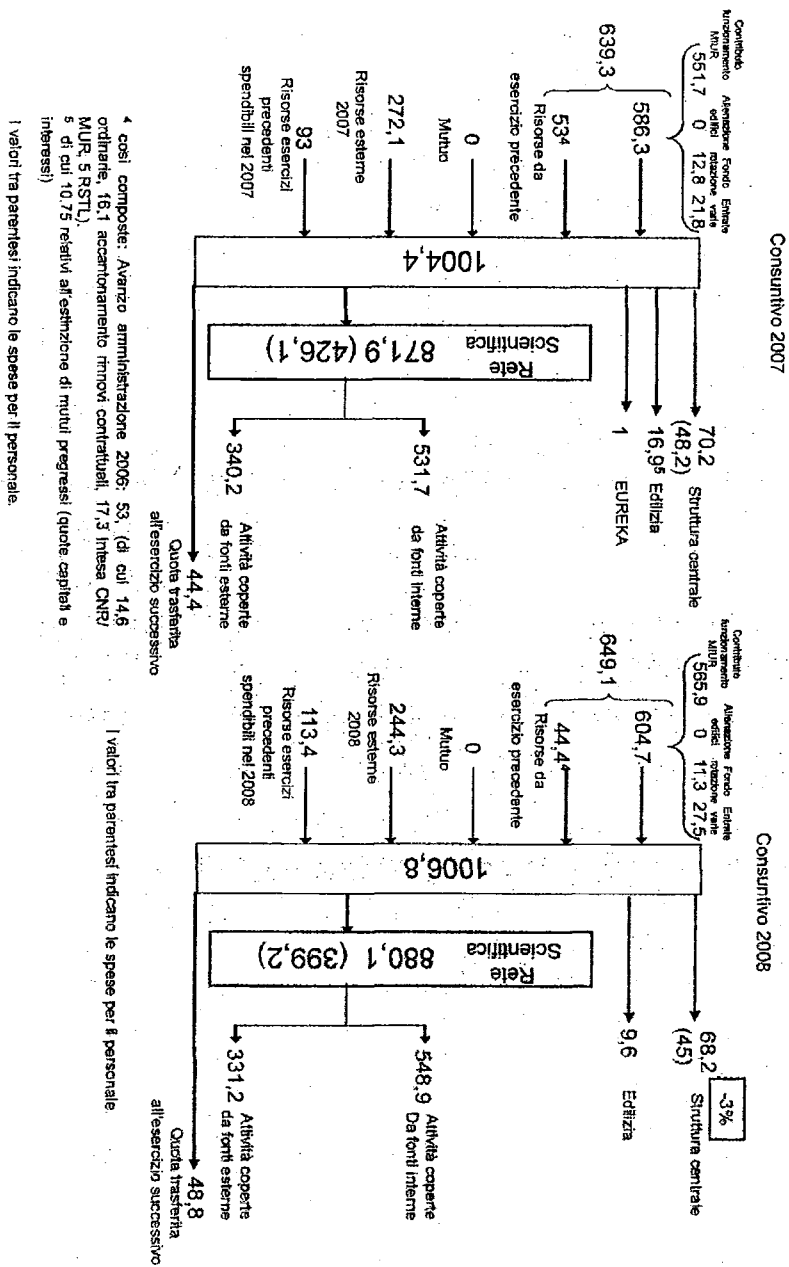 Consuntivo 2007
Contributo
funzionamento Alienazione Fondo Entrate
MIUR edifici rotazione varie
551,7 0 12,8 21,8
586,3
639,3
53⁴
Risorse da
esercizio precedente
0
Mutuo
272,1
Risorse esterne
2007
93
Risorse esercizi
precedenti
spendibili nel 2007
1004,4
70,2 Struttura centrale
(48,2)
16,9⁵ Edilizia
1 EUREKA
Rete
Scientifica 871,9 (426,1)
531,7 Attività coperte
da fonti interne
340,2 Attività coperte
da fonti esterne
44,4 Quota trasferita
all'esercizio successivo
4 così composte: Avanzo amministrazione 2006: 53, (di cui 14,6
ordinarie, 16,1 accantonamento rinnovi contrattuali, 17,3 Intesa CNR/
MUR, 5 RSTL).
5 di cui 10,75 relativi all'estinzione di mutui pregressi (quote capitali e
interessi)
I valori tra parentesi indicano le spese per il personale.
Consuntivo 2008
Contributo
funzionamento Alienazione Fondo Entrate
MIUR edifici rotazione varie
565,9 0 11,3 27,5
604,7
649,1
44,4⁴
Risorse da
esercizio precedente
0
Mutuo
244,3
Risorse esterne
2008
113,4
Risorse esercizi
precedenti
spendibili nel 2008
1006,8
-3%
68,2 Struttura centrale
(45)
9,6 Edilizia
Rete
Scientifica 880,1 (399,2)
548,9 Attività coperte
Da fonti interne
331,2 Attività coperte
da fonti esterne
48,8 Quota trasferita
all'esercizio successivo
I valori tra parentesi indicano le spese per il personale.